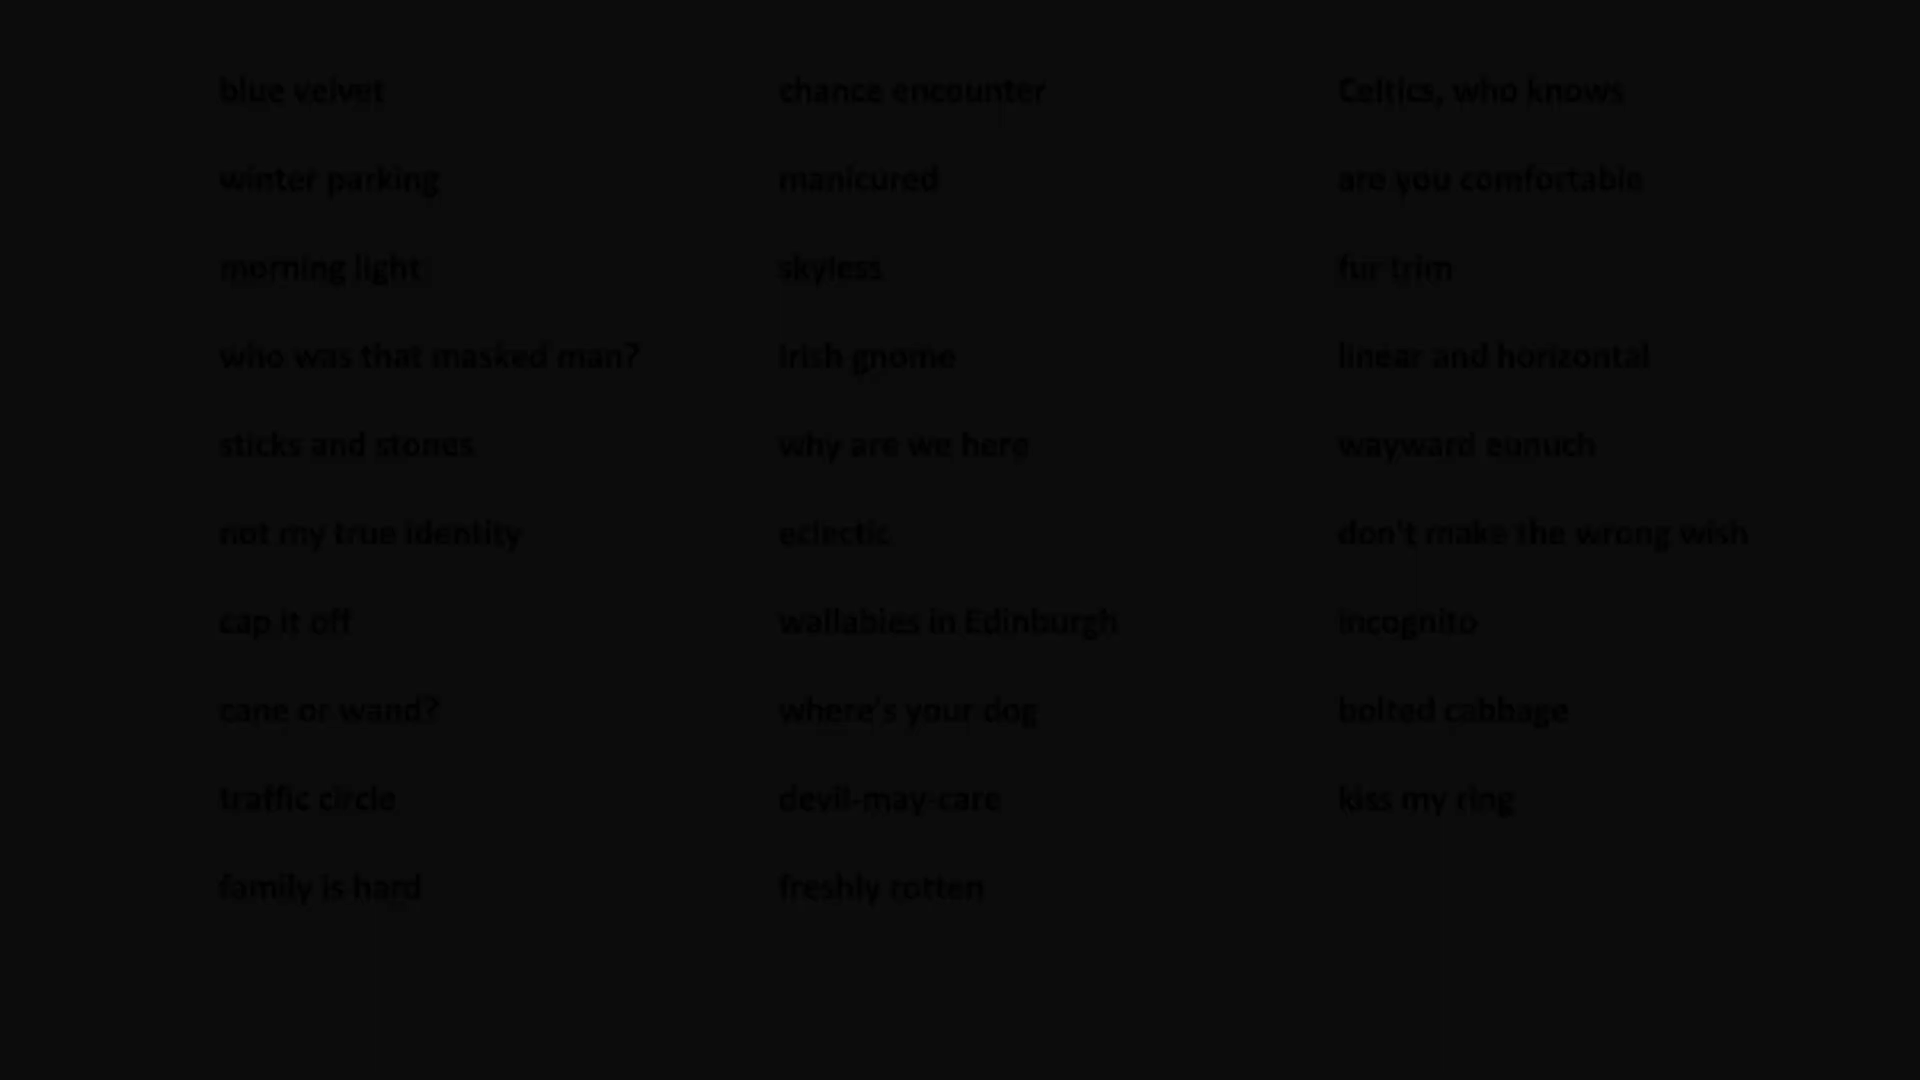 blue velvet
winter parking
morning light
who was that masked man?
sticks and stones
not my true identity
cap it off
cane or wand?
traffic circle
family is hard
chance encounter
manicured
skyless
irish gnome
why are we here
eclectic
wallabies in Edinburgh
where's your dog
devil-may-care
freshly rotten
Celtics, who knows
are you comfortable
fur trim
linear and horizontal
wayward eunuch
don't make the wrong wish
incognito
bolted cabbage
kiss my ring